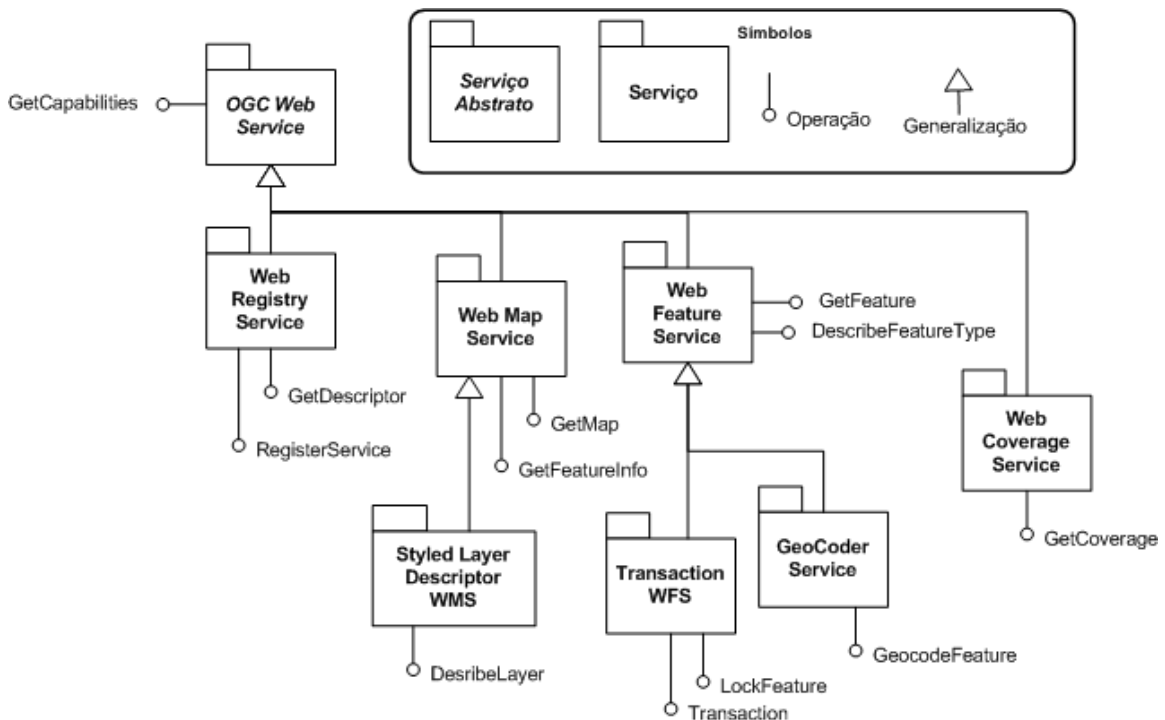 Símbolos
Serviço
Abstrato
Serviço
Operação
Generalização
GetCapabilities
OGC Web
Service
Web
Registry
Service
Web Map
Service
Web
Feature
Service
GetFeature
DescribeFeatureType
GetDescriptor
RegisterService
GetMap
GetFeatureInfo
Web
Coverage
Service
GetCoverage
Styled Layer
Descriptor
WMS
Transaction
WFS
GeoCoder
Service
DesribeLayer
GeocodeFeature
LockFeature
Transaction